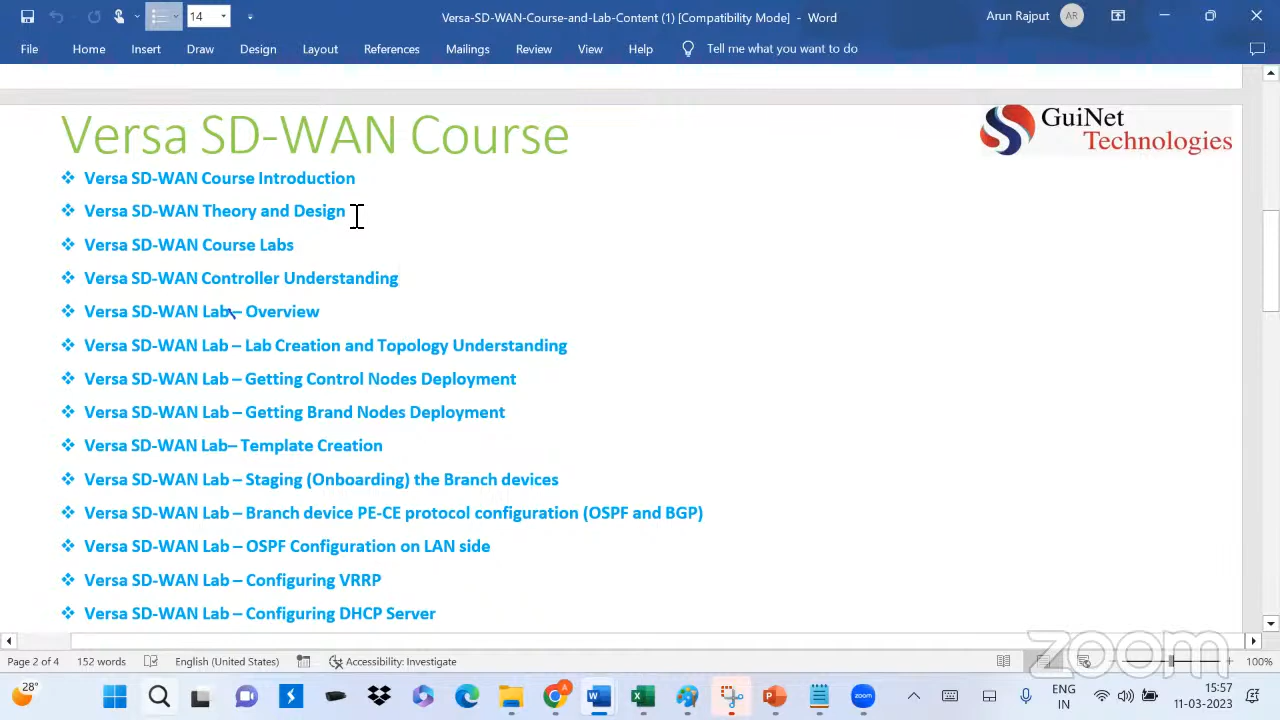 14
Versa-SD-WAN-Course-and-Lab-Content (1) [Compatibility Mode] - Word
Arun Rajput
AR
File Home Insert Draw Design Layout References Mailings Review View Help Tell me what you want to do
Versa SD-WAN Course
GuiNet
Technologies
❖ Versa SD-WAN Course Introduction
❖ Versa SD-WAN Theory and Design
❖ Versa SD-WAN Course Labs
❖ Versa SD-WAN Controller Understanding
❖ Versa SD-WAN Lab – Overview
❖ Versa SD-WAN Lab – Lab Creation and Topology Understanding
❖ Versa SD-WAN Lab – Getting Control Nodes Deployment
❖ Versa SD-WAN Lab – Getting Brand Nodes Deployment
❖ Versa SD-WAN Lab– Template Creation
❖ Versa SD-WAN Lab – Staging (Onboarding) the Branch devices
❖ Versa SD-WAN Lab – Branch device PE-CE protocol configuration (OSPF and BGP)
❖ Versa SD-WAN Lab – OSPF Configuration on LAN side
❖ Versa SD-WAN Lab – Configuring VRRP
❖ Versa SD-WAN Lab – Configuring DHCP Server
zoom
Page 2 of 4 152 words English (United States) Accessibility: Investigate 100%
28°
A
zoom
ENG
IN
15:57
11-03-2023